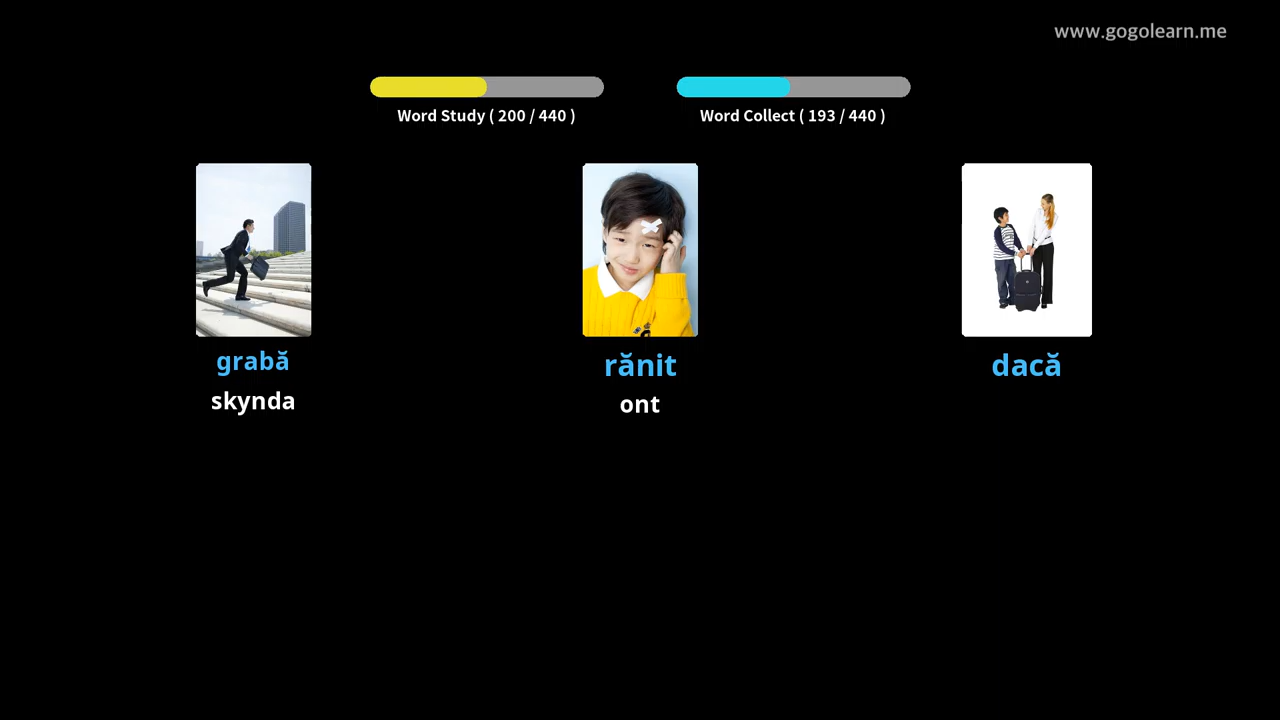 www.gogolearn.me
Word Study ( 200 / 440 )
Word Collect ( 193 / 440 )
grabă
skynda
rănit
ont
dacă